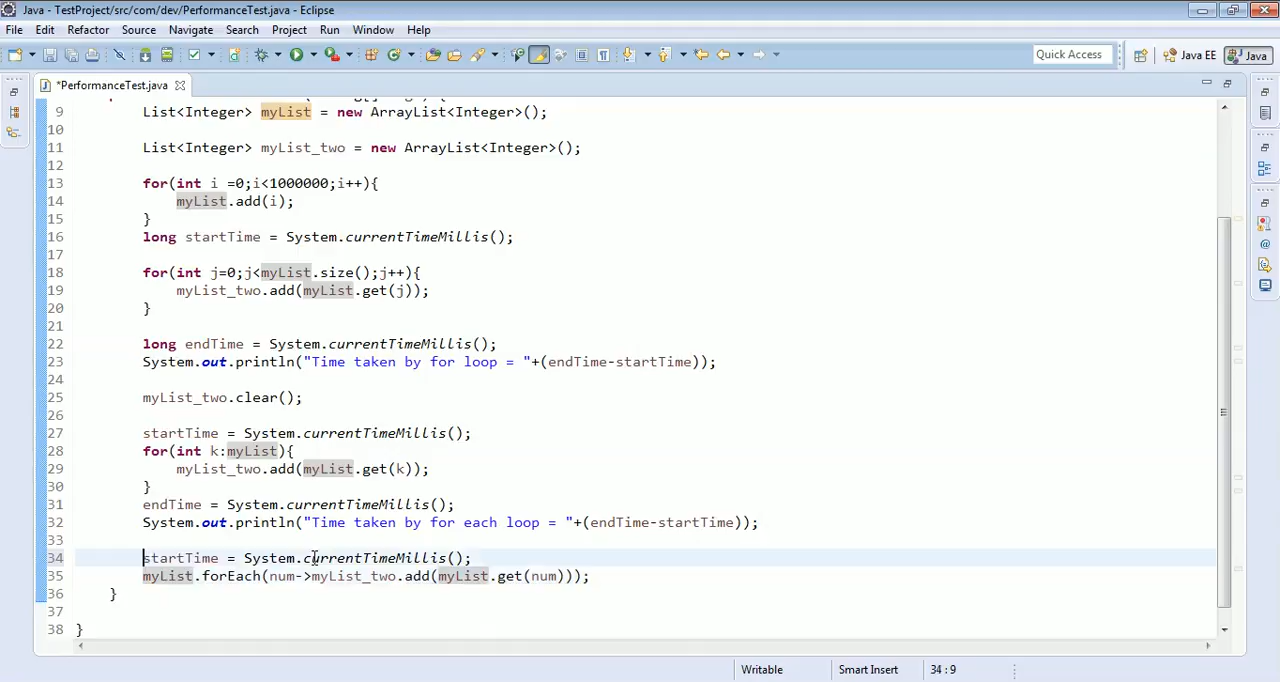 Java - TestProject/src/com/dev/PerformanceTest.java - Eclipse
File Edit Refactor Source Navigate Search Project Run Window Help
Quick Access Java EE Java
*PerformanceTest.java
9 List<Integer> myList = new ArrayList<Integer>();
10
11 List<Integer> myList_two = new ArrayList<Integer>();
12
13 for(int i =0;i<1000000;i++){
14 myList.add(i);
15 }
16 long startTime = System.currentTimeMillis();
17
18 for(int j=0;j<myList.size();j++){
19 myList_two.add(myList.get(j));
20 }
21
22 long endTime = System.currentTimeMillis();
23 System.out.println("Time taken by for loop = "+(endTime-startTime));
24
25 myList_two.clear();
26
27 startTime = System.currentTimeMillis();
28 for(int k:myList){
29 myList_two.add(myList.get(k));
30 }
31 endTime = System.currentTimeMillis();
32 System.out.println("Time taken by for each loop = "+(endTime-startTime));
33
34 startTime = System.currentTimeMillis();
35 myList.forEach(num->myList_two.add(myList.get(num)));
36 }
37
38 }
Writable Smart Insert 34 : 9